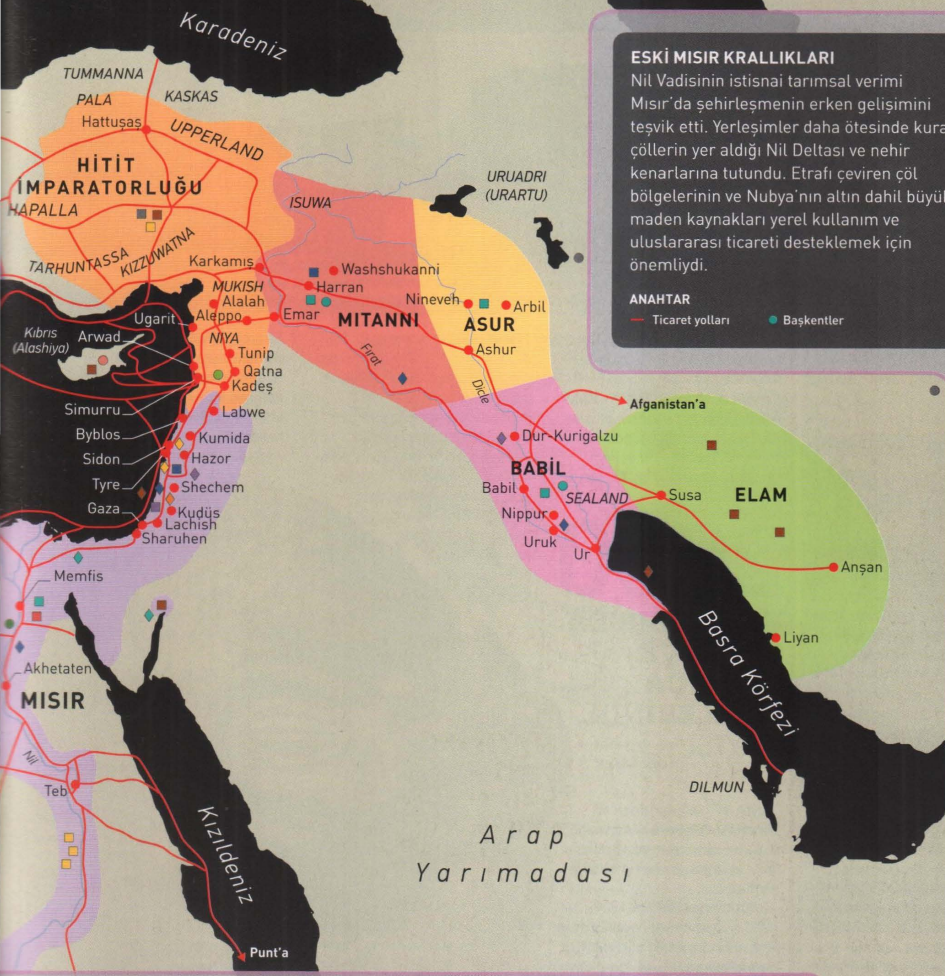 Karadeniz
ESKİ MISIR KRALLIKLARI
Nil Vadisinin istisnai tarımsal verimi
Mısır'da şehirleşmenin erken gelişimini
teşvik etti. Yerleşimler daha ötesinde
çöllerin yer aldığı Nil Deltası ve nehir
kenarlarına tutundu. Etrafı çeviren çöl
bölgelerinin ve Nubya'nın altın dahil
maden kaynakları yerel kullanım ve
uluslararası ticareti desteklemek için
önemliydi.
ANAHTAR
Ticaret yolları
Başkentler
TUMMANNA
PALA
KASKAS
Hattuşaş
UPPERLAND
HİTİT
İMPARATORLUĞU
HAPALLA
TARHUNTASSA
KIZZUWATNA
ISUWA
URUADRI
(URARTU)
Karkamış
Washshukanni
Harran
MUKISH
Alalah
Aleppo
Emar
MITANNI
Nineveh
Arbil
ASUR
Ashur
Ugarit
Kıbrıs
(Alashiya)
Arwad
NIYA
Tunip
Qatna
Kadeş
Fırat
Dicle
Simurru
Labwe
Byblos
Kumida
Sidon
Hazor
Tyre
Shechem
Gaza
Kudüs
Lachish
Sharuhen
Afganistan'a
Dur-Kurigalzu
BABİL
Babil
SEALAND
Susa
ELAM
Nippur
Uruk
Ur
Anşan
Liyan
Basra Körfezi
Memfis
Akhetaten
MISIR
Nil
Teb
Kızıldeniz
DILMUN
Arap
Yarımadası
Punt'a